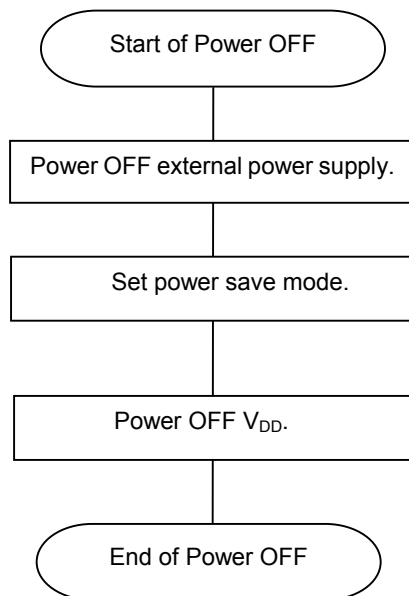 Start of Power OFF
Power OFF external power supply.
Set power save mode.
Power OFF V_DD.
End of Power OFF